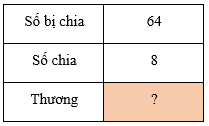 Số bị chia 64
Số chia 8
Thương ?